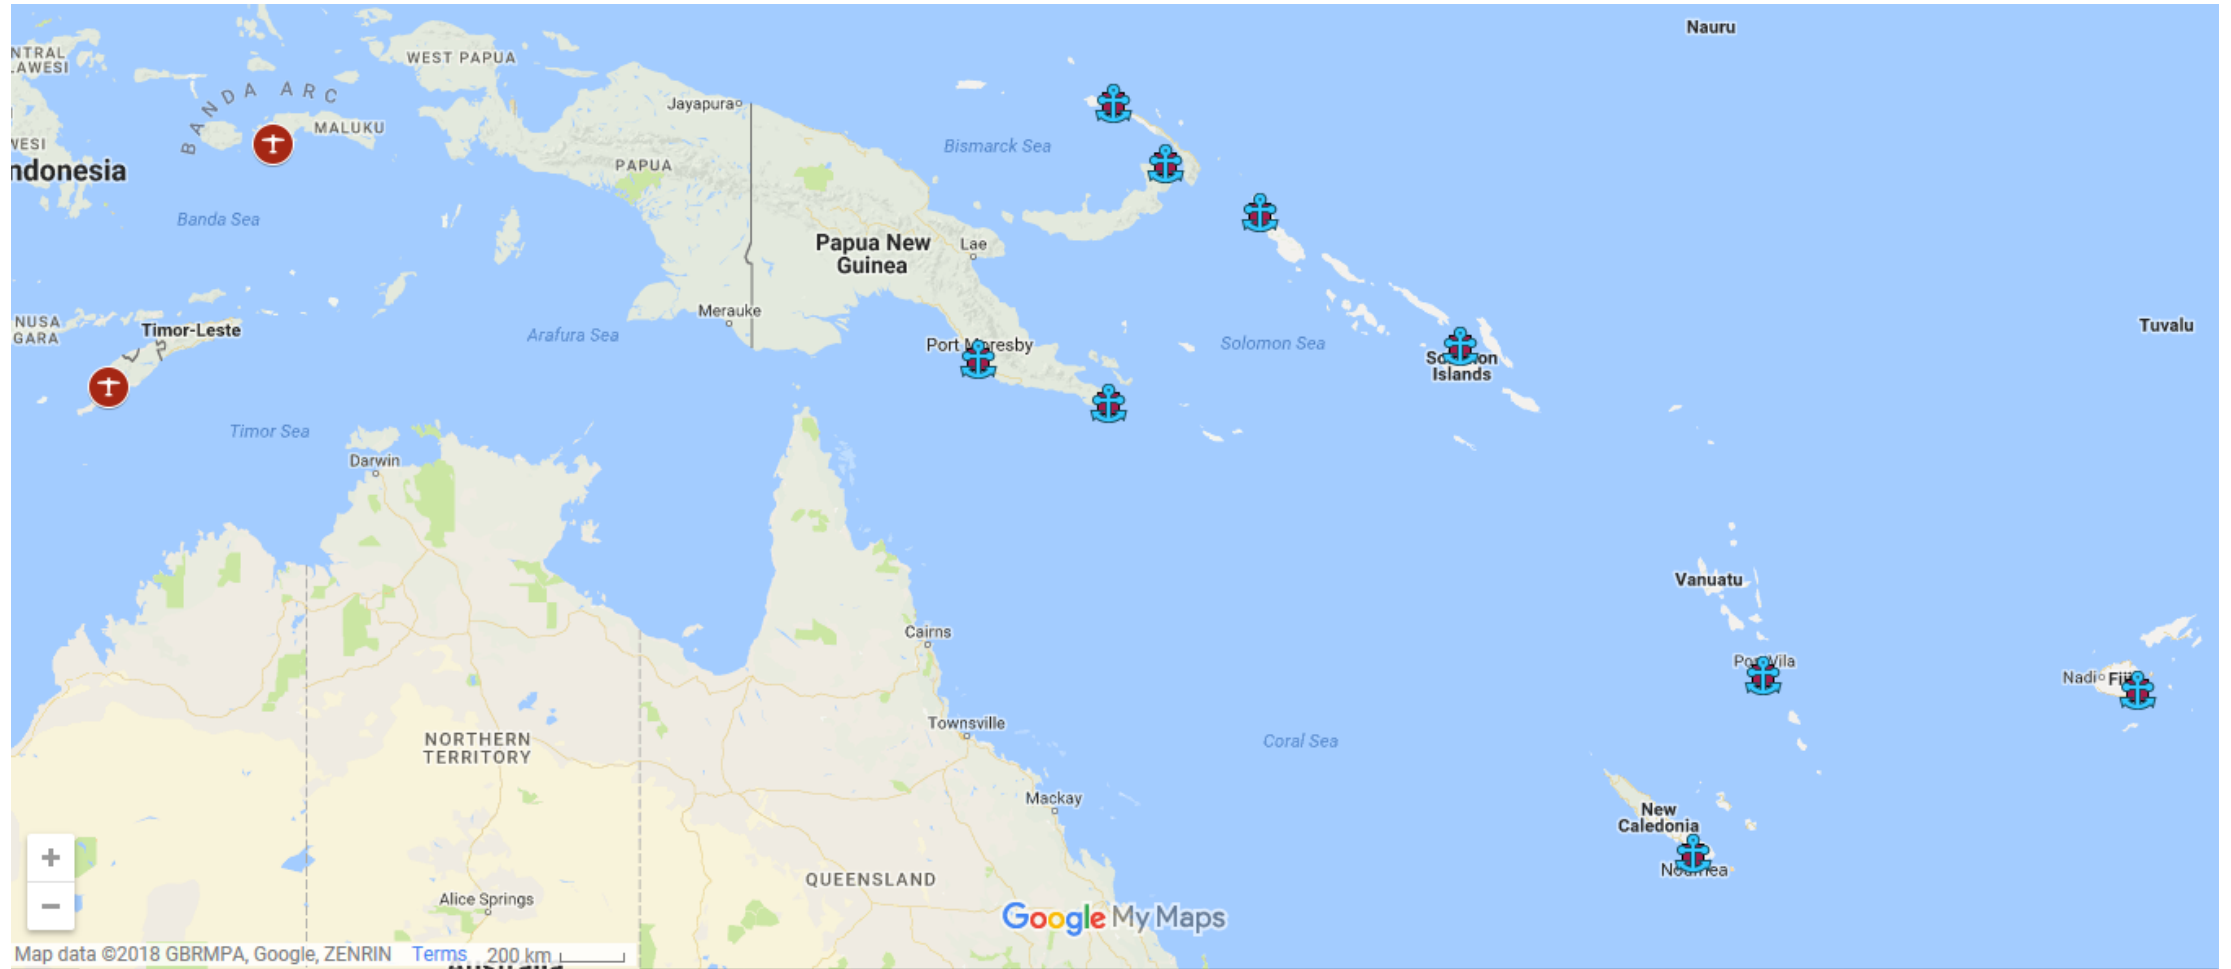 Nauru
NTRAL
AWESI
WEST PAPUA
BANDA ARC
Jayapura
MALUKU
Bismarck Sea
WESI
ndonesia
PAPUA
Banda Sea
Papua New
Guinea
Lae
Merauke
NUSA
GARA
Timor-Leste
Arafura Sea
Port Moresby
Solomon Sea
Tuvalu
Solomon
Islands
Timor Sea
Darwin
Vanuatu
Cairns
Port Vila
Nadi
Fiji
Townsville
NORTHERN
TERRITORY
Coral Sea
Mackay
New
Caledonia
+
QUEENSLAND
Nouméa
Alice Springs
−
Google My Maps
Map data ©2018 GBRMPA, Google, ZENRIN Terms 200 km
Australia